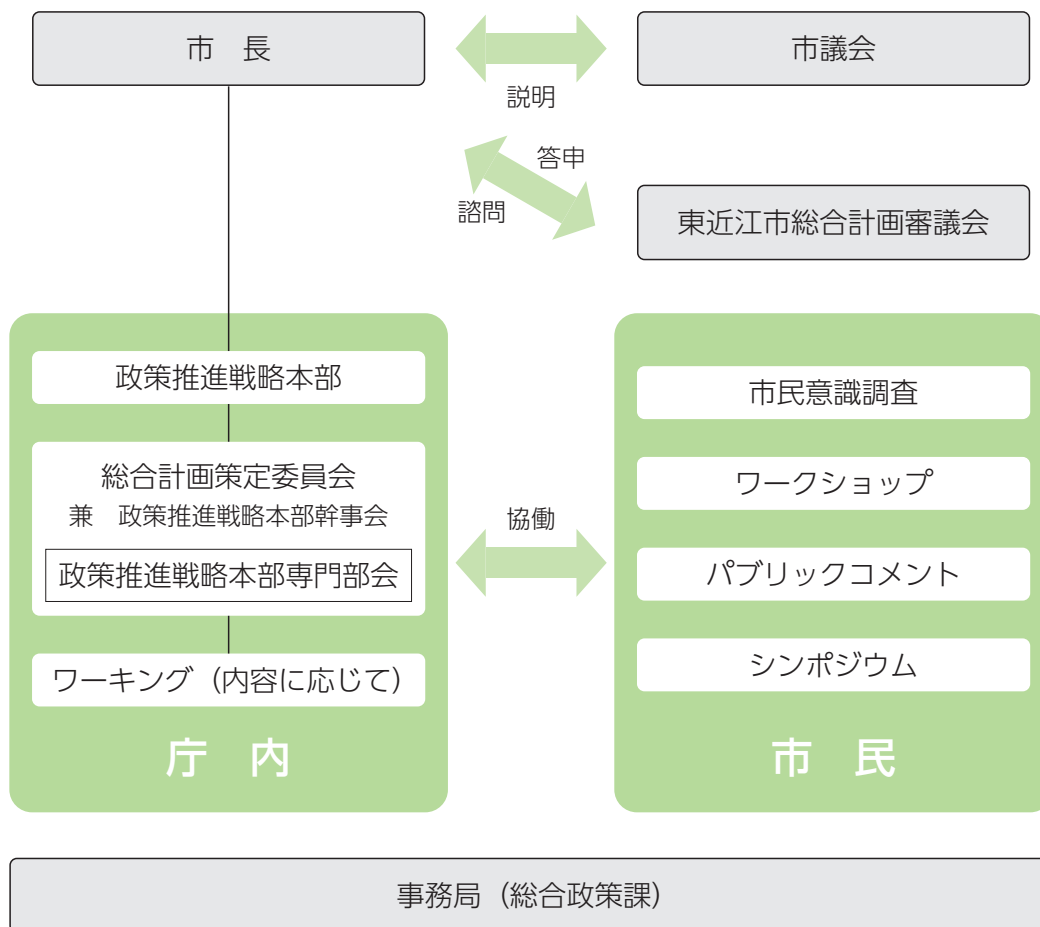 市　長
市議会
説明
答申
諮問
東近江市総合計画審議会
政策推進戦略本部
総合計画策定委員会
兼　政策推進戦略本部幹事会
政策推進戦略本部専門部会
ワーキング（内容に応じて）
庁　内
協働
市民意識調査
ワークショップ
パブリックコメント
シンポジウム
市　民
事務局（総合政策課）